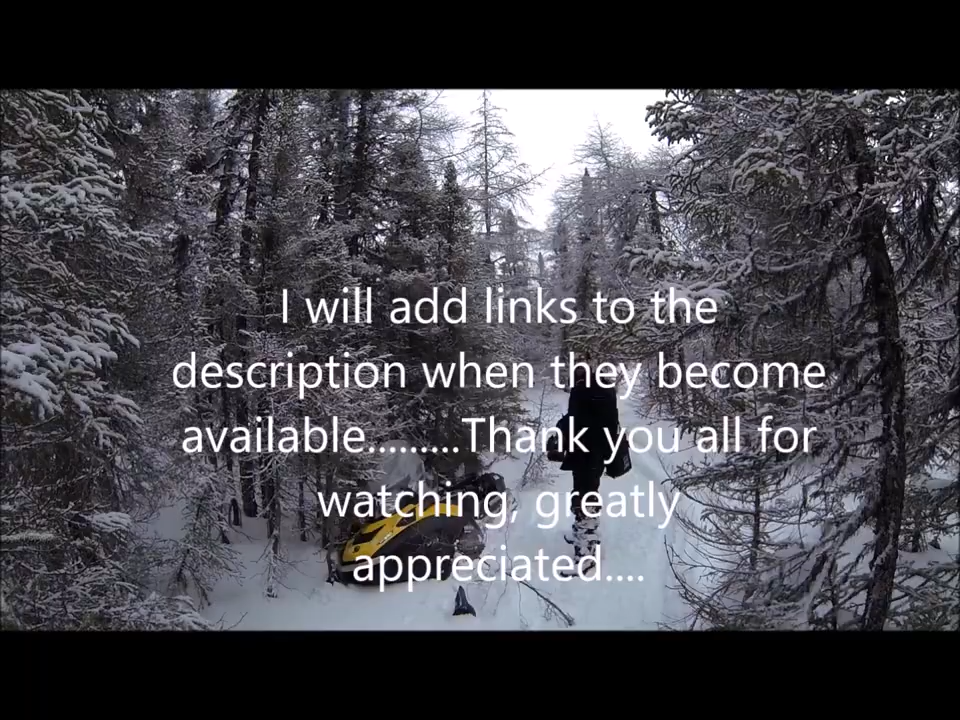 I will add links to the
description when they become
available.........Thank you all for
watching, greatly
appreciated....